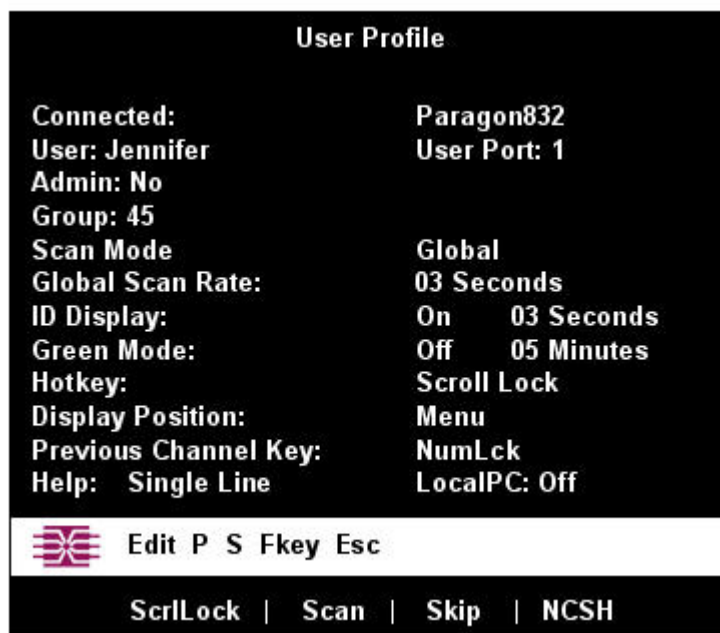 User Profile
Connected: Paragon832
User: Jennifer User Port: 1
Admin: No
Group: 45
Scan Mode Global
Global Scan Rate: 03 Seconds
ID Display: On 03 Seconds
Green Mode: Off 05 Minutes
Hotkey: Scroll Lock
Display Position: Menu
Previous Channel Key: NumLck
Help: Single Line LocalPC: Off
Edit P S Fkey Esc
ScrlLock | Scan | Skip | NCSH